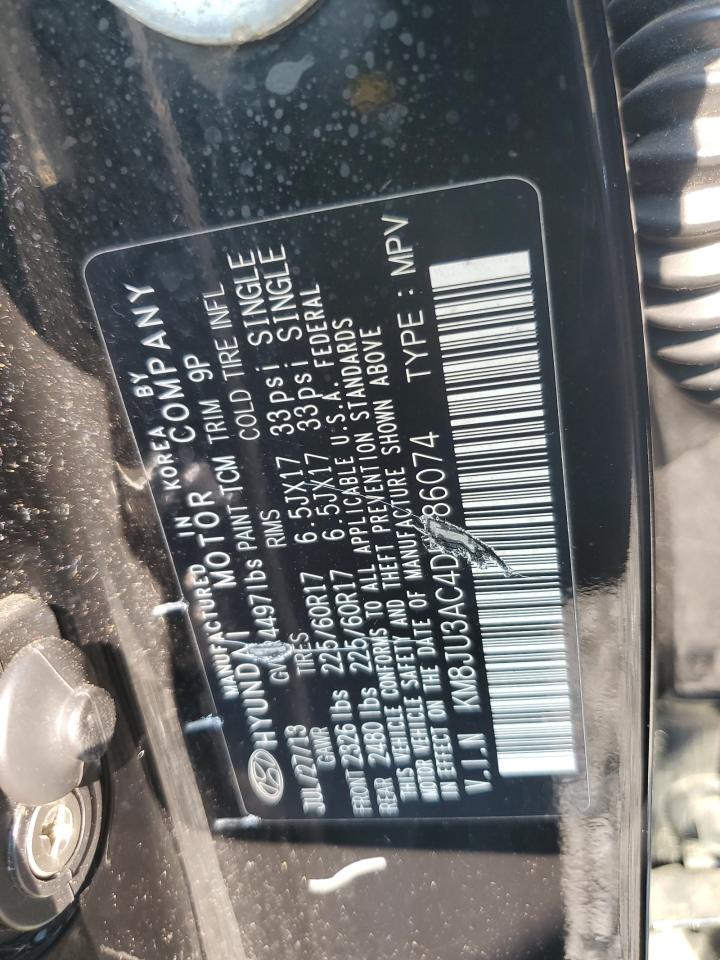 MANUFACTURED IN KOREA BY
HYUNDAI MOTOR COMPANY
JUL/27/13 4497lbs PAINT TCM TRIM 9P
GAWR TIRES RMS COLD TIRE INFL
FRONT 2326 lbs 225/60R17 6.5JX17 33psi SINGLE
REAR 2480 lbs 225/60R17 6.5JX17 33psi SINGLE
THIS VEHICLE CONFORMS TO ALL APPLICABLE U.S.A. FEDERAL
MOTOR VEHICLE SAFETY AND THEFT PREVENTION STANDARDS
IN EFFECT ON THE DATE OF MANUFACTURE SHOWN ABOVE
V.I.N KM8JU3AC4D 86074 TYPE : MPV